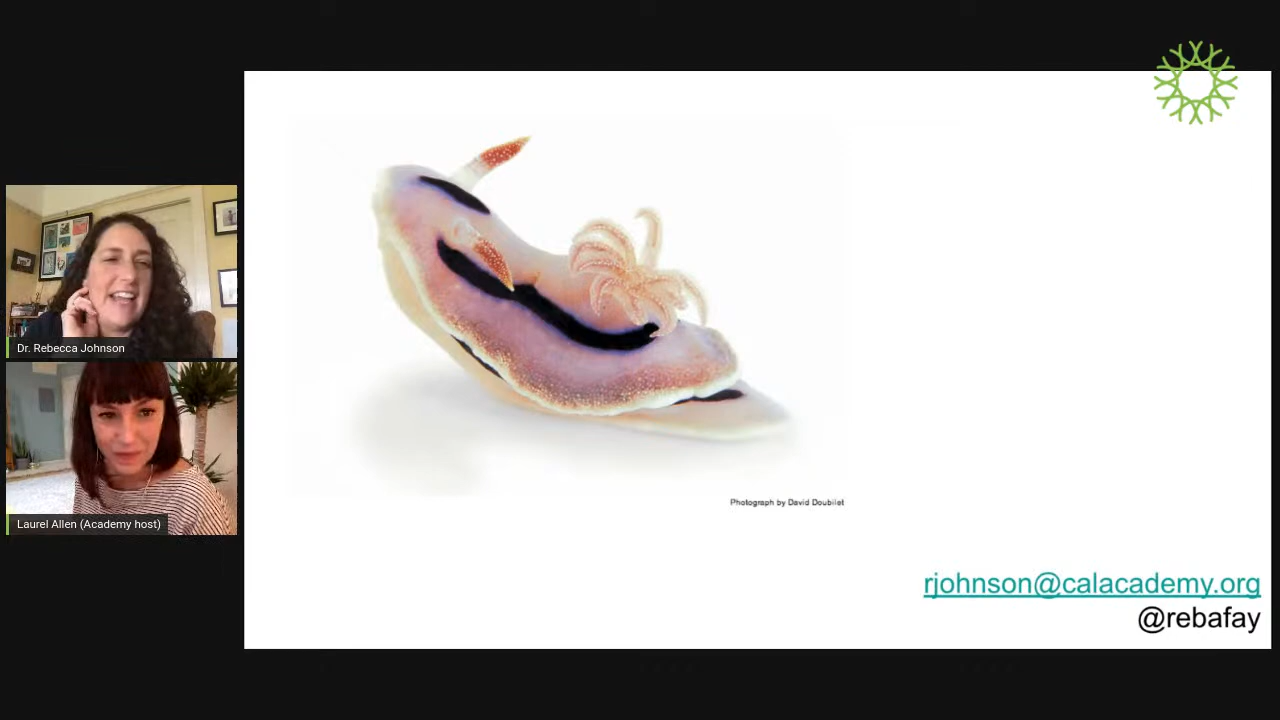 Dr. Rebecca Johnson
Laurel Allen (Academy host)
Photograph by David Doubilet
rjohnson@calacademy.org
@rebafay